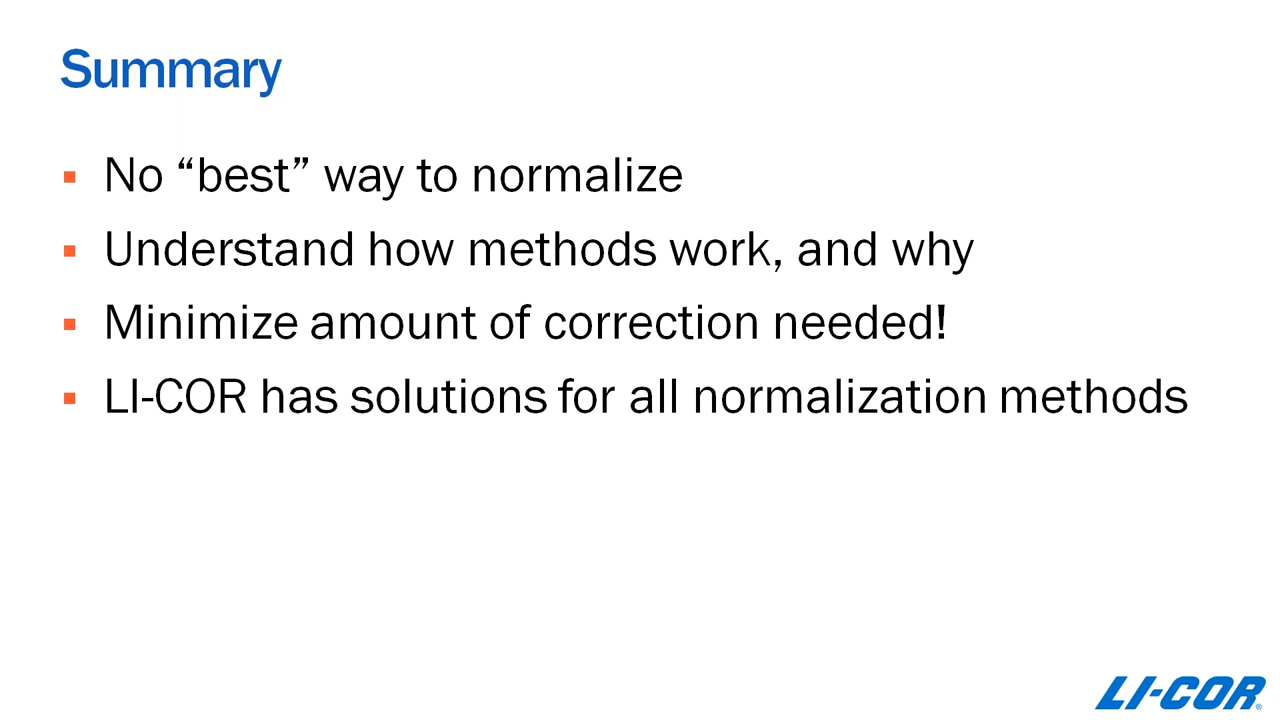 Summary
▪ No “best” way to normalize
▪ Understand how methods work, and why
▪ Minimize amount of correction needed!
▪ LI-COR has solutions for all normalization methods
LI-COR®